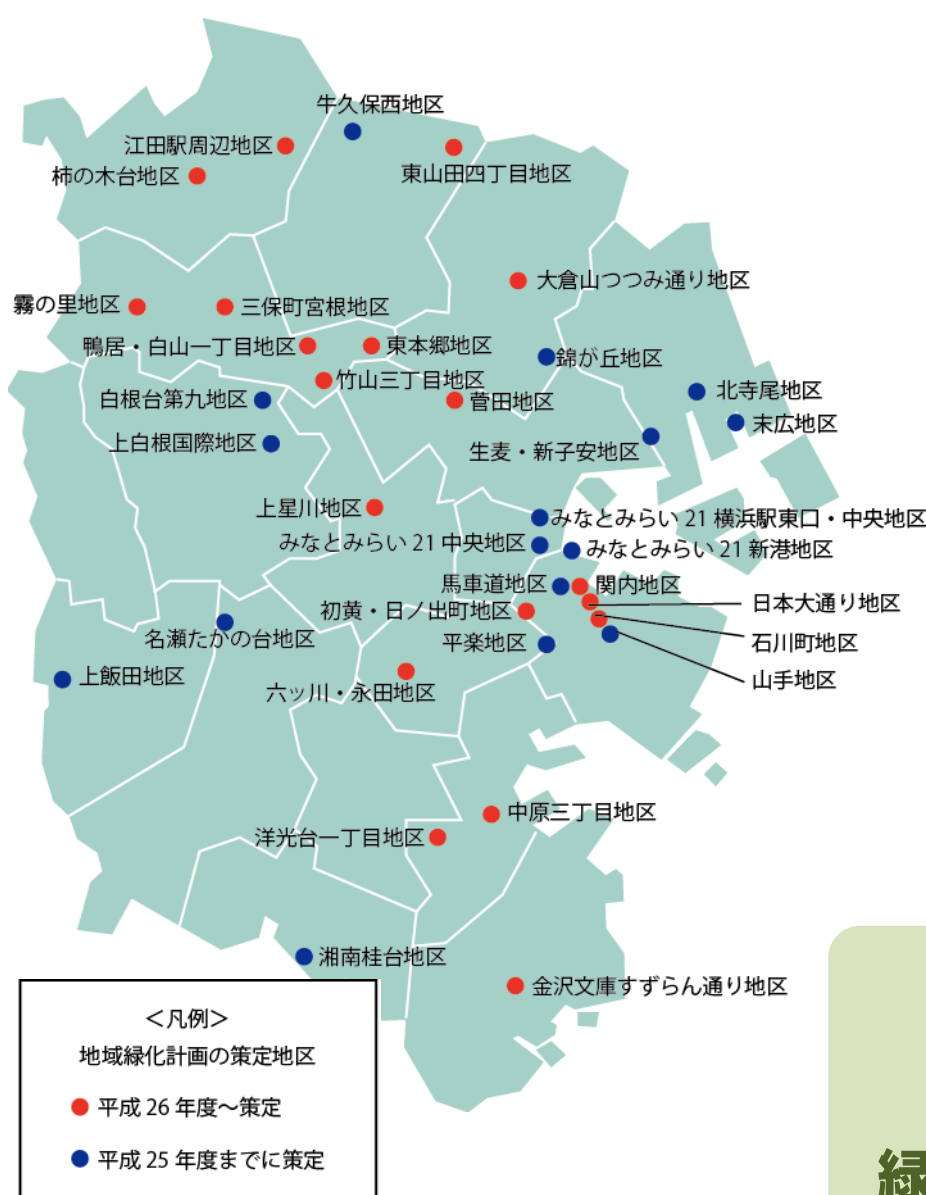 牛久保西地区
江田駅周辺地区
東山田四丁目地区
柿の木台地区
大倉山つつみ通り地区
霧の里地区
三保町宮根地区
鴨居・白山一丁目地区
東本郷地区
錦が丘地区
竹山三丁目地区
北寺尾地区
白根台第九地区
菅田地区
末広地区
上白根国際地区
生麦・新子安地区
上星川地区
みなとみらい 21 横浜駅東口・中央地区
みなとみらい 21 中央地区
みなとみらい 21 新港地区
馬車道地区
関内地区
日本大通り地区
初黄・日ノ出町地区
名瀬たかの台地区
平楽地区
石川町地区
上飯田地区
六ッ川・永田地区
山手地区
中原三丁目地区
洋光台一丁目地区
湘南桂台地区
金沢文庫すずらん通り地区
＜凡例＞
地域緑化計画の策定地区
平成 26 年度～策定
平成 25 年度までに策定
緑